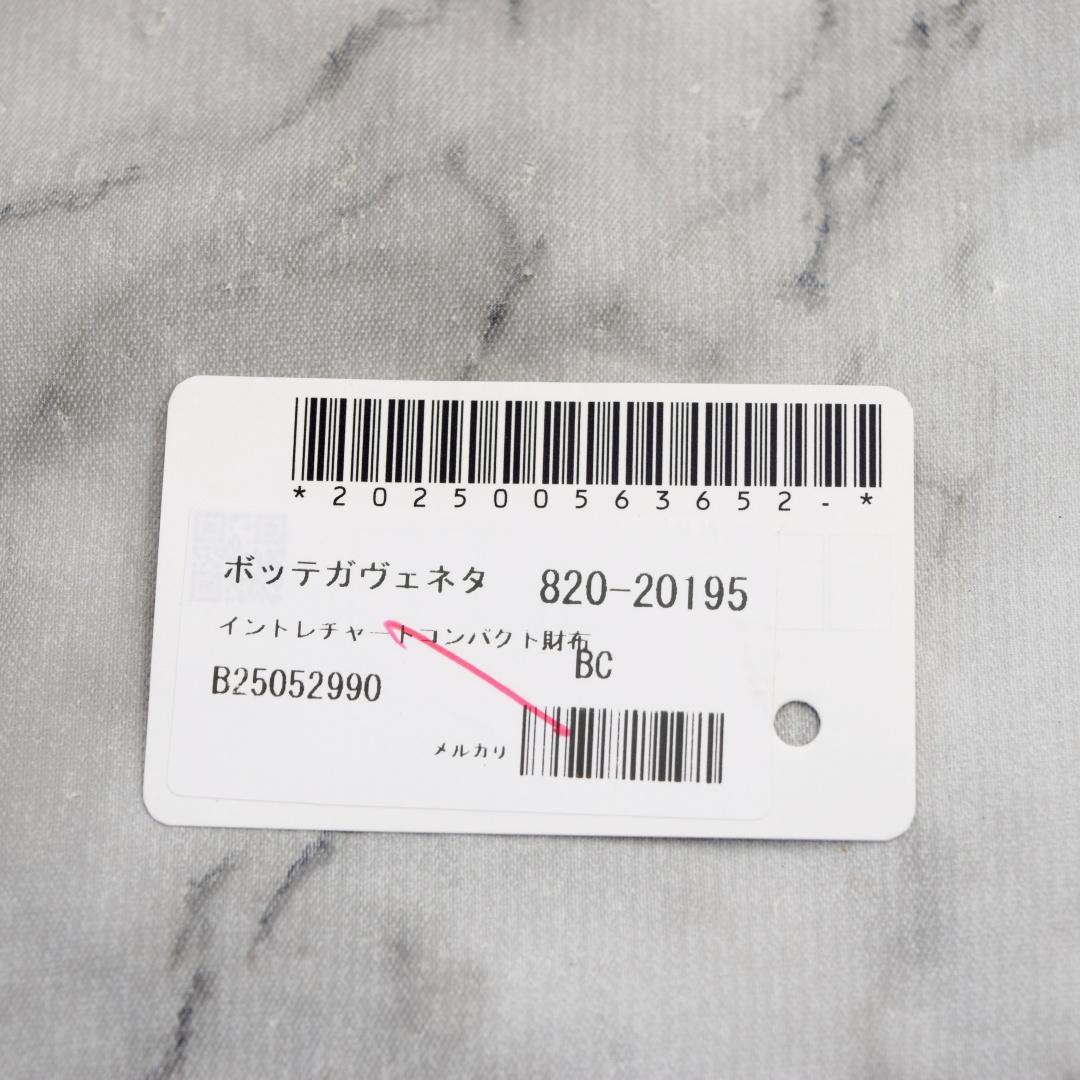 *202500563652-*
ボッテガヴェネタ 820-20195
イントレチャートコンパクト財布
BC
B25052990
メルカリ